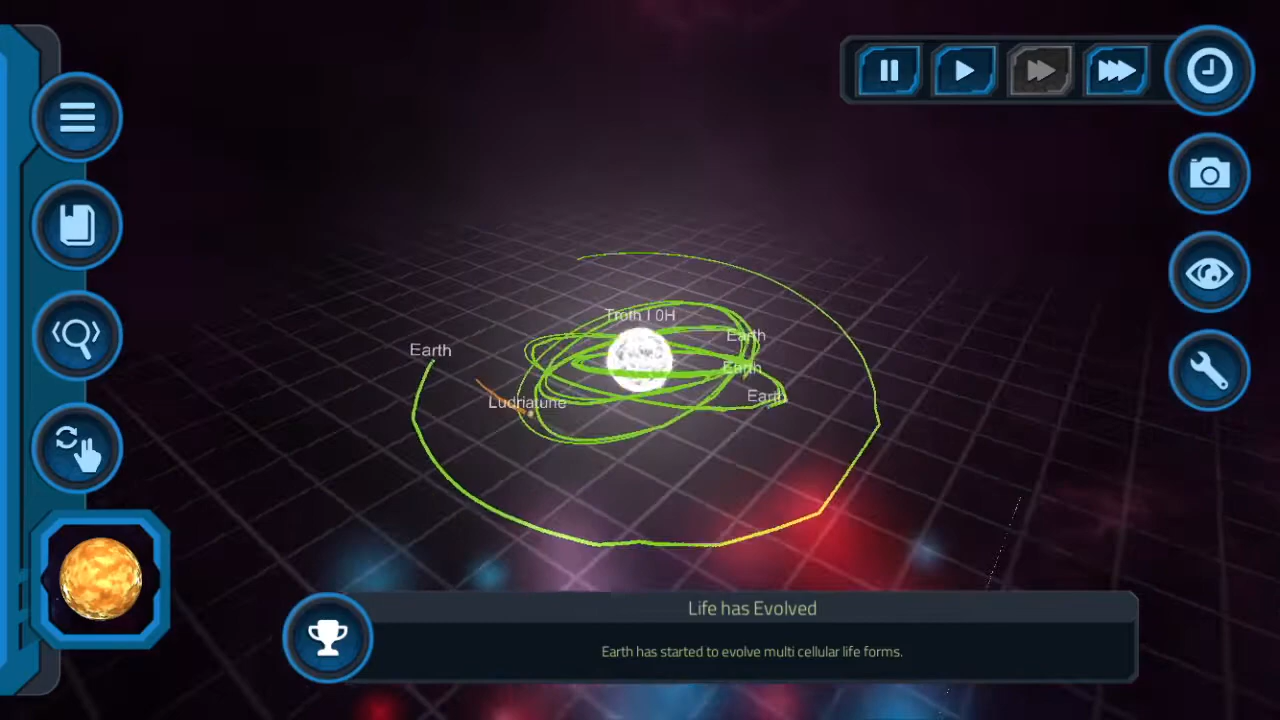 Troth I 0H
Earth
Earth
Earth
Earth
Ludriatune
Life has Evolved
Earth has started to evolve multi cellular life forms.